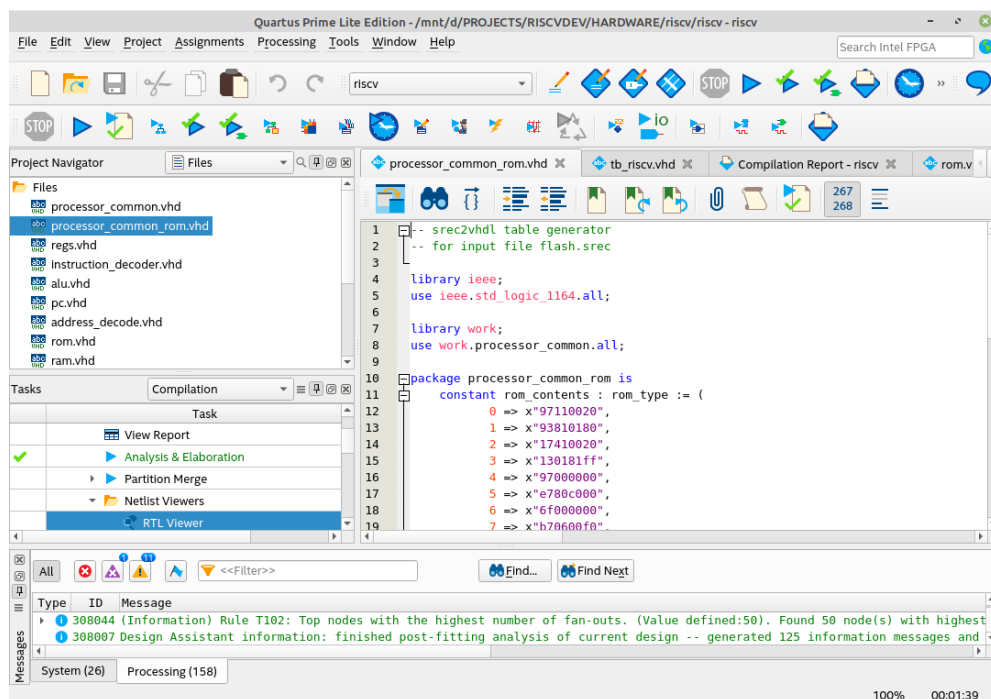 Quartus Prime Lite Edition - /mnt/d/PROJECTS/RISCVDEV/HARDWARE/riscv/riscv - riscv
File Edit View Project Assignments Processing Tools Window Help
Search Intel FPGA
riscv
STOP
»
STOP
io
Project Navigator
Files
processor_common_rom.vhd
tb_riscv.vhd
Compilation Report - riscv
rom.v
Files
processor_common.vhd
processor_common_rom.vhd
regs.vhd
instruction_decoder.vhd
alu.vhd
pc.vhd
address_decode.vhd
rom.vhd
ram.vhd
267
268
1 -- srec2vhdl table generator
2 -- for input file flash.srec
3
4 library ieee;
5 use ieee.std_logic_1164.all;
6
7 library work;
8 use work.processor_common.all;
9
10 package processor_common_rom is
11 constant rom_contents : rom_type := (
12 0 => x"97110020",
13 1 => x"93810180",
14 2 => x"17410020",
15 3 => x"130181ff",
16 4 => x"97000000",
17 5 => x"e780c000",
18 6 => x"6f000000",
19 7 => x"b70600f0",
Tasks
Compilation
Task
View Report
Analysis & Elaboration
Partition Merge
Netlist Viewers
RTL Viewer
All
1
11
<<Filter>>
Find...
Find Next
Type ID Message
308044 (Information) Rule T102: Top nodes with the highest number of fan-outs. (Value defined:50). Found 50 node(s) with highest
308007 Design Assistant information: finished post-fitting analysis of current design -- generated 125 information messages and
Messages
System (26)
Processing (158)
100% 00:01:39